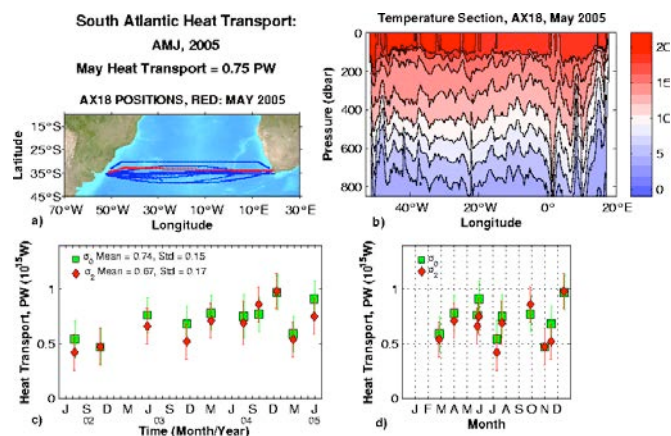 South Atlantic Heat Transport:
AMJ, 2005
May Heat Transport = 0.75 PW
AX18 POSITIONS, RED: MAY 2005
Latitude
15°S
25°S
35°S
45°S
70°W 50°W 30°W 10°W 10°E 30°E
Longitude
a)
Temperature Section, AX18, May 2005
Pressure (dbar)
0
200
400
600
800
40°W 20°W 0° 20°E
Longitude
b)
20
15
10
5
0
Heat Transport, PW (10¹⁵W)
1
0.5
0
σ₀ Mean = 0.74, Std = 0.15
σ₂ Mean = 0.67, Std = 0.17
J S D M J S D M J S D M J
02 03 04 05
Time (Month/Year)
c)
Heat Transport, PW (10¹⁵W)
1
0.5
0
σ₀
σ₂
J F M A M J J A S O N D
Month
d)